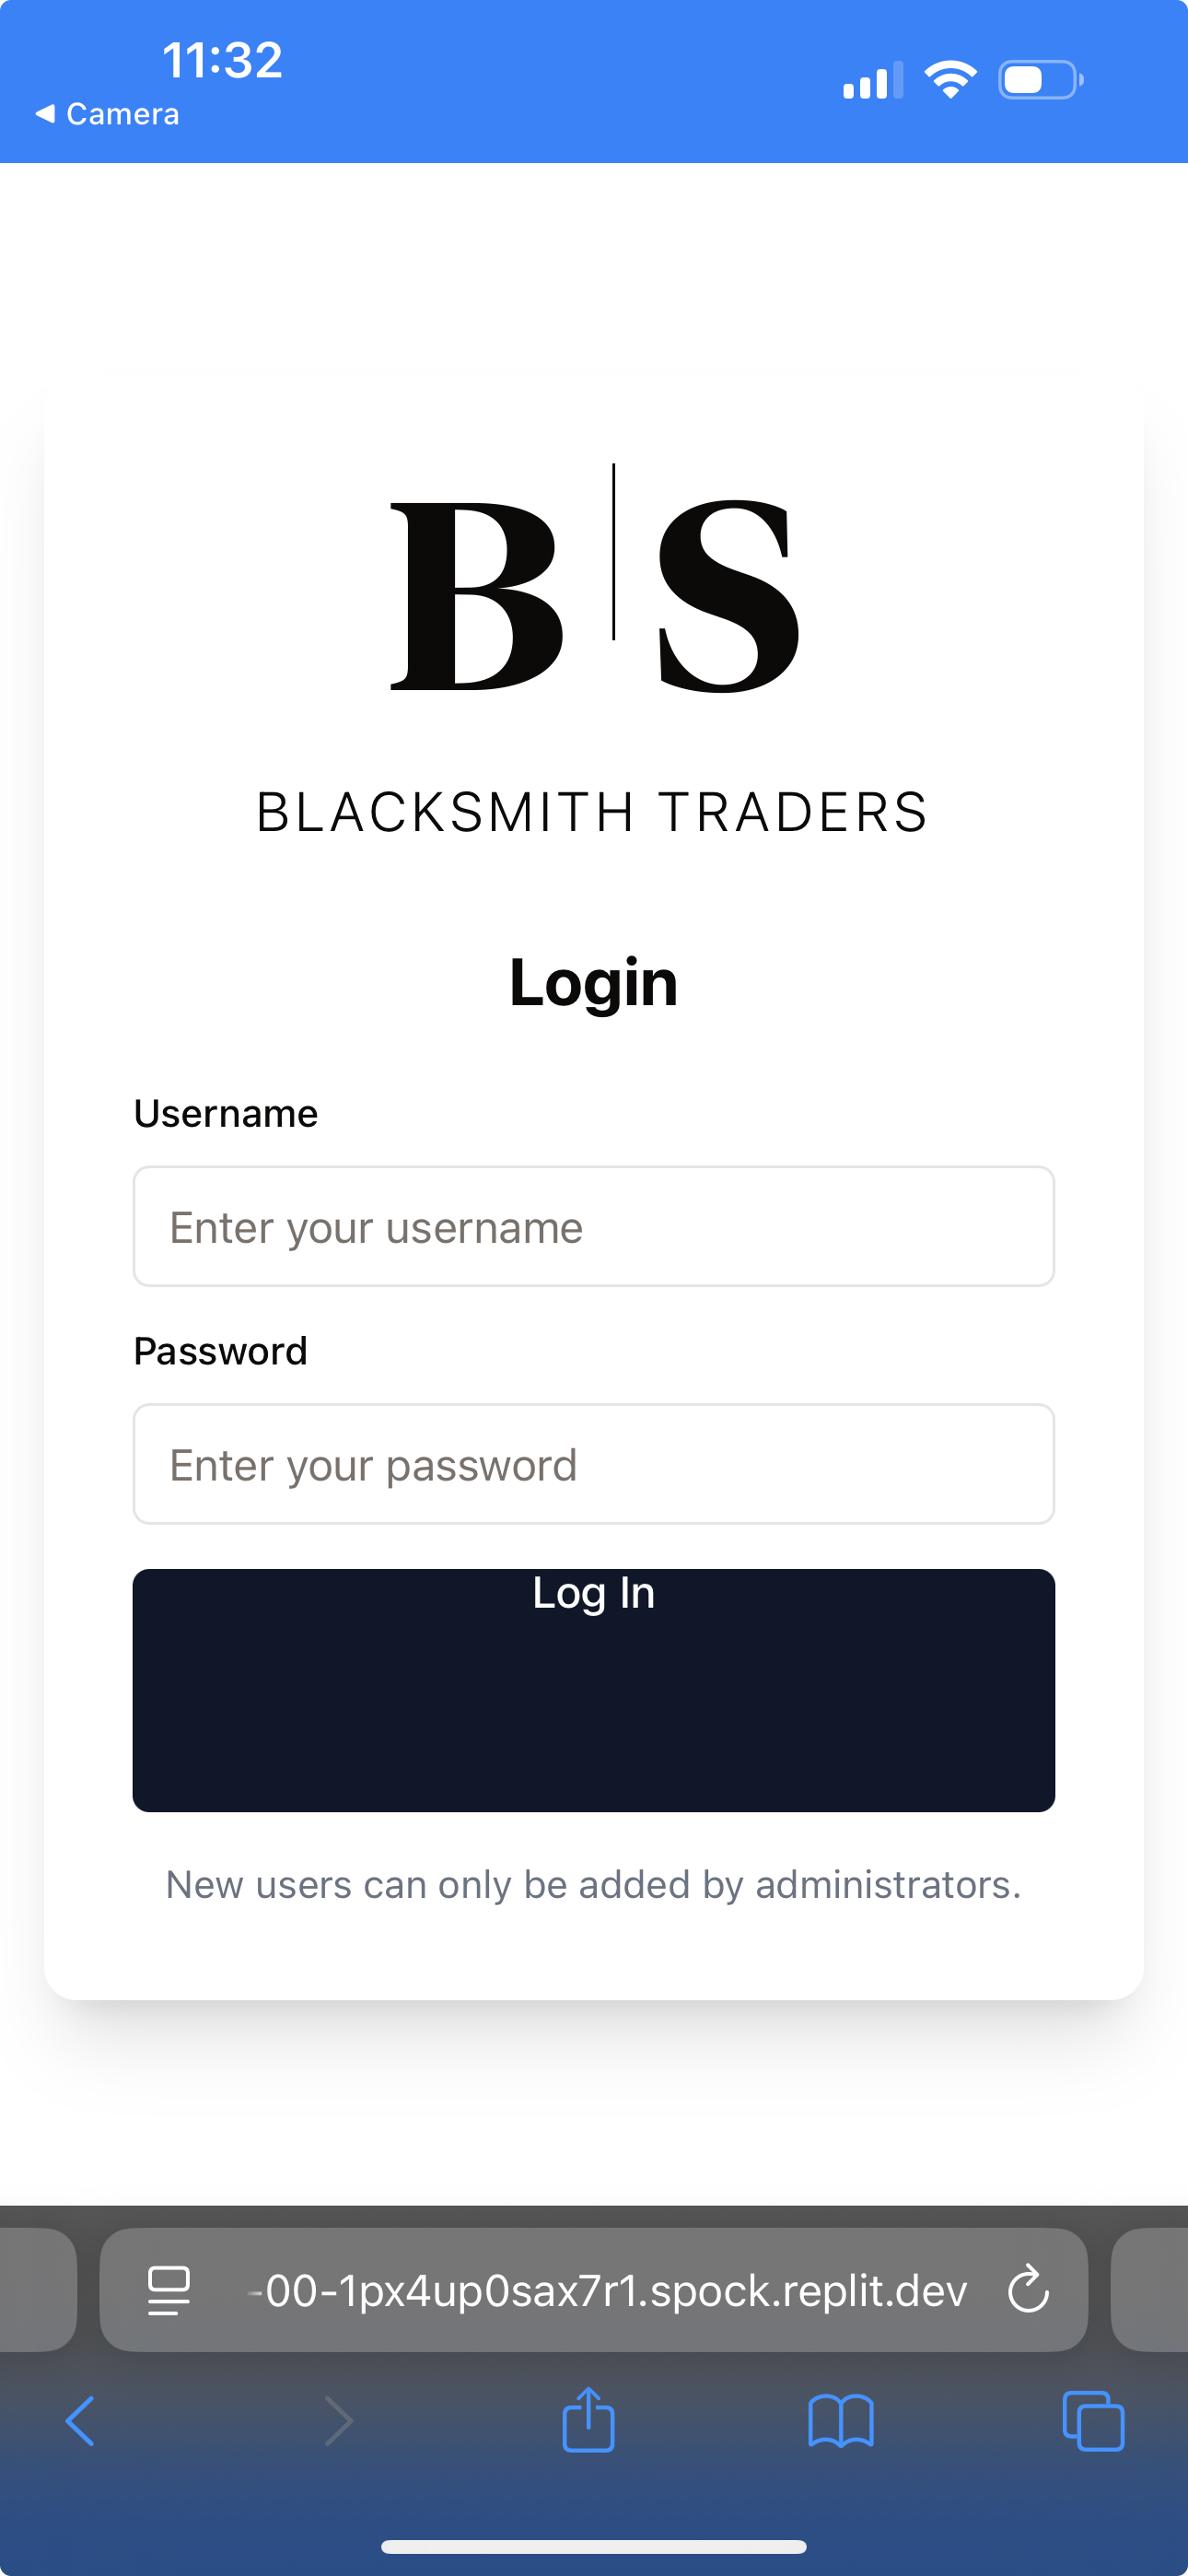 11:32
◀ Camera
B|S
BLACKSMITH TRADERS
Login
Username
Enter your username
Password
Enter your password
Log In
New users can only be added by administrators.
-00-1px4up0sax7r1.spock.replit.dev